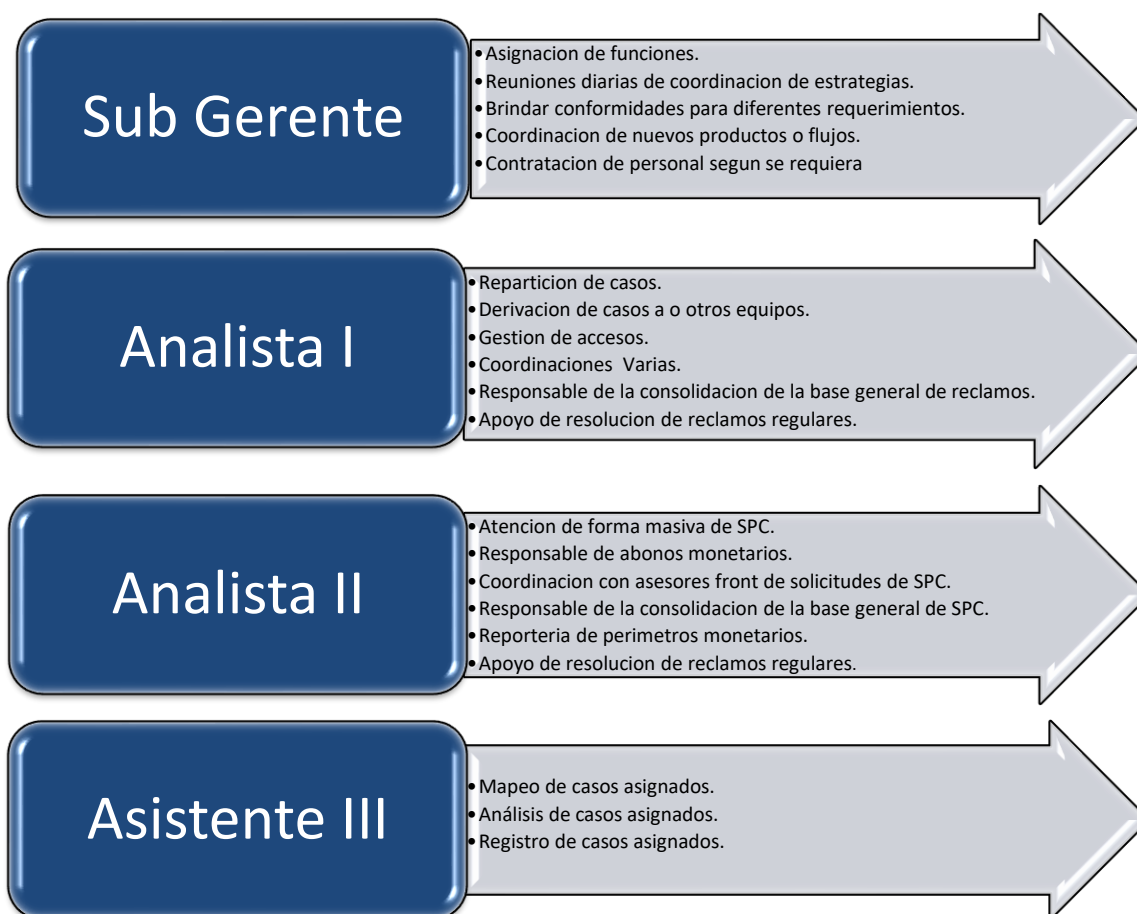 Sub Gerente
•Asignacion de funciones.
•Reuniones diarias de coordinacion de estrategias.
•Brindar conformidades para diferentes requerimientos.
•Coordinacion de nuevos productos o flujos.
•Contratacion de personal segun se requiera
Analista I
•Reparticion de casos.
•Derivacion de casos a o otros equipos.
•Gestion de accesos.
•Coordinaciones  Varias.
•Responsable de la consolidacion de la base general de reclamos.
•Apoyo de resolucion de reclamos regulares.
Analista II
•Atencion de forma masiva de SPC.
•Responsable de abonos monetarios.
•Coordinacion con asesores front de solicitudes de SPC.
•Responsable de la consolidacion de la base general de SPC.
•Reporteria de perimetros monetarios.
•Apoyo de resolucion de reclamos regulares.
Asistente III
•Mapeo de casos asignados.
•Análisis de casos asignados.
•Registro de casos asignados.